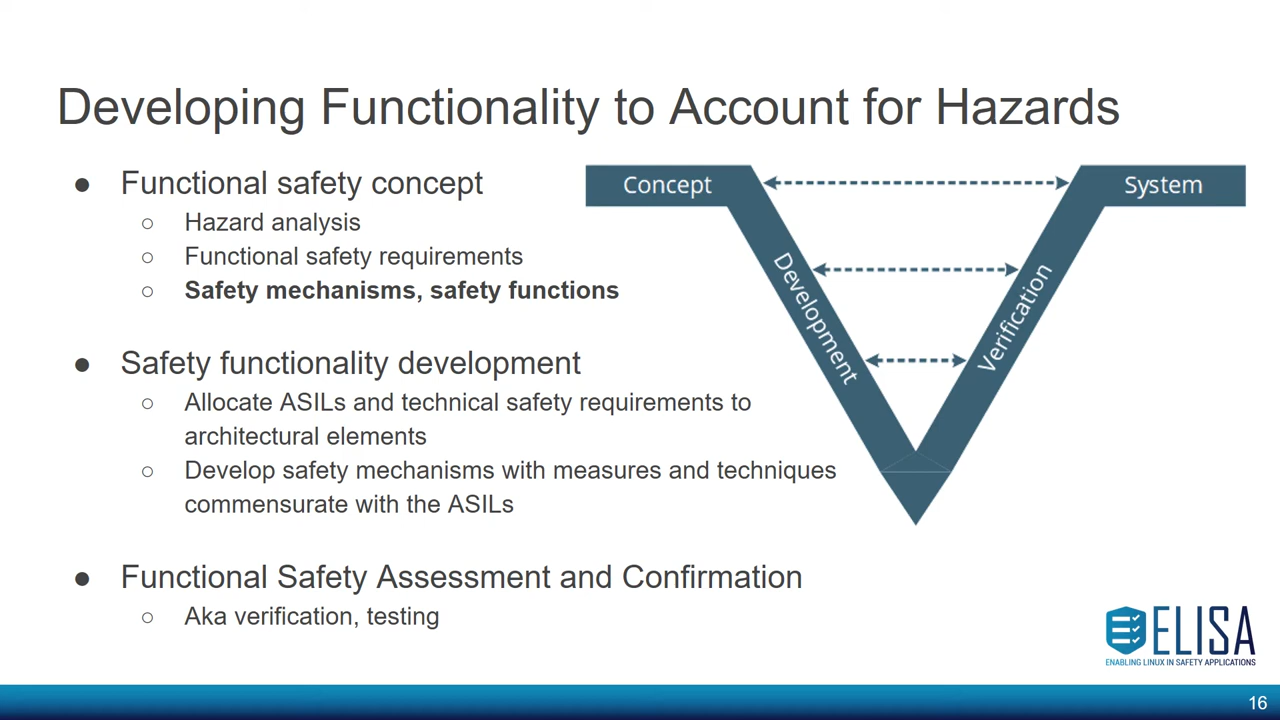 Developing Functionality to Account for Hazards
● Functional safety concept
○ Hazard analysis
○ Functional safety requirements
○ Safety mechanisms, safety functions
● Safety functionality development
○ Allocate ASILs and technical safety requirements to
architectural elements
○ Develop safety mechanisms with measures and techniques
commensurate with the ASILs
● Functional Safety Assessment and Confirmation
○ Aka verification, testing
Concept
System
Development
Verification
ELISA
ENABLING LINUX IN SAFETY APPLICATIONS
16